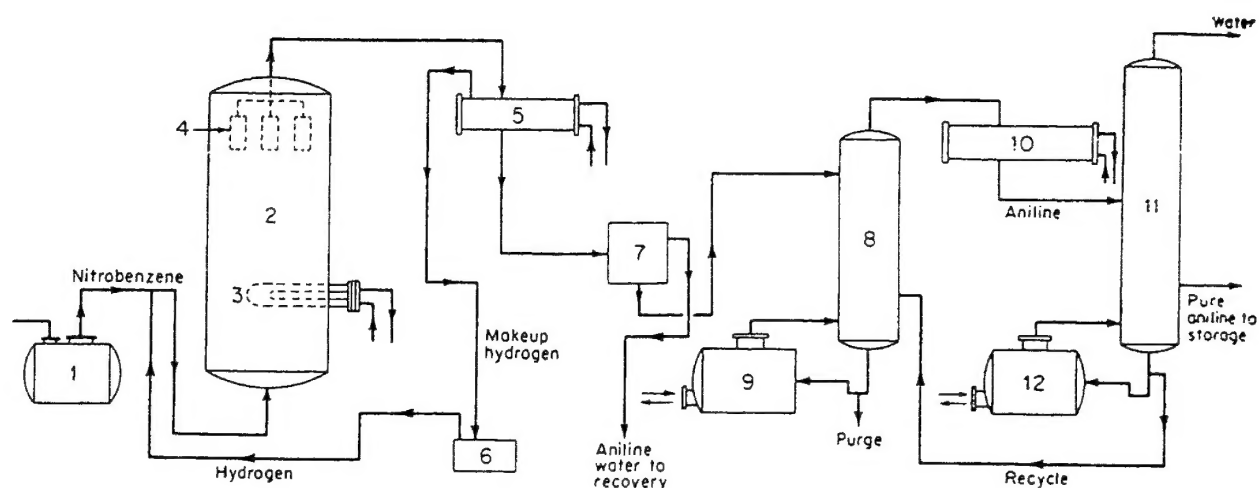 Water
5
4
10
2
11
8
Aniline
7
Nitrobenzene
3
Pure
aniline to
storage
Makeup
hydrogen
1
9
12
Purge
6
Aniline
water to
recovery
Hydrogen
Recycle